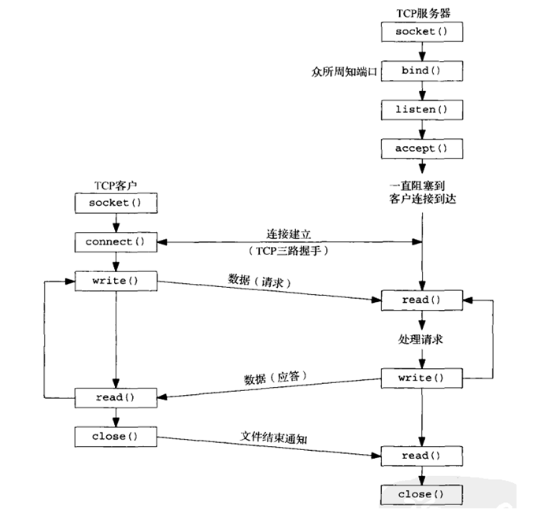 TCP服务器
socket()
众所周知端口
bind()
listen()
accept()
一直阻塞到
客户连接到达
TCP客户
socket()
connect()
连接建立
（TCP三路握手）
write()
数据（请求）
read()
处理请求
write()
数据（应答）
read()
close()
文件结束通知
read()
close()